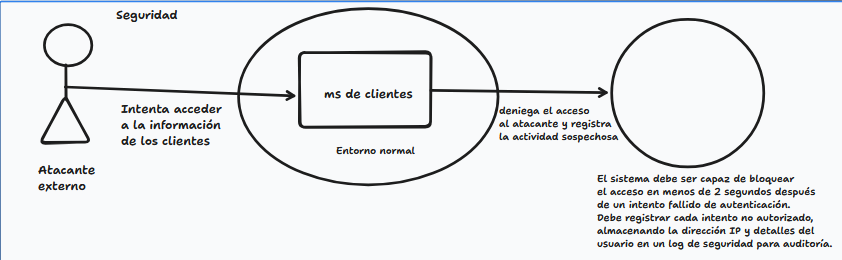 Seguridad
Intenta acceder
a la información
de los clientes
Atacante
externo
ms de clientes
Entorno normal
deniega el acceso
al atacante y registra
la actividad sospechosa
El sistema debe ser capaz de bloquear
el acceso en menos de 2 segundos después
de un intento fallido de autenticación.
Debe registrar cada intento no autorizado,
almacenando la dirección IP y detalles del
usuario en un log de seguridad para auditoría.